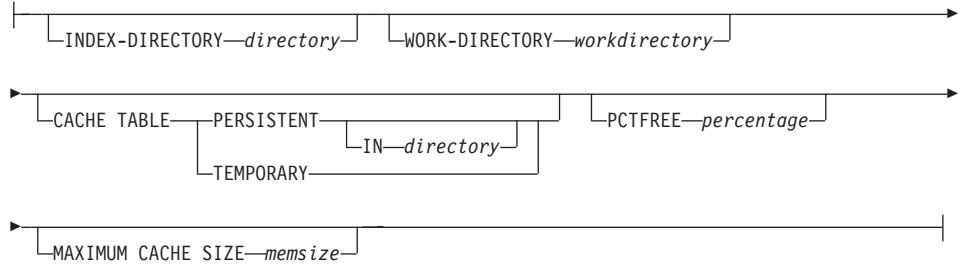 INDEX-DIRECTORY directory WORK-DIRECTORY workdirectory
CACHE TABLE PERSISTENT PCTFREE percentage
IN directory
TEMPORARY
MAXIMUM CACHE SIZE memsize